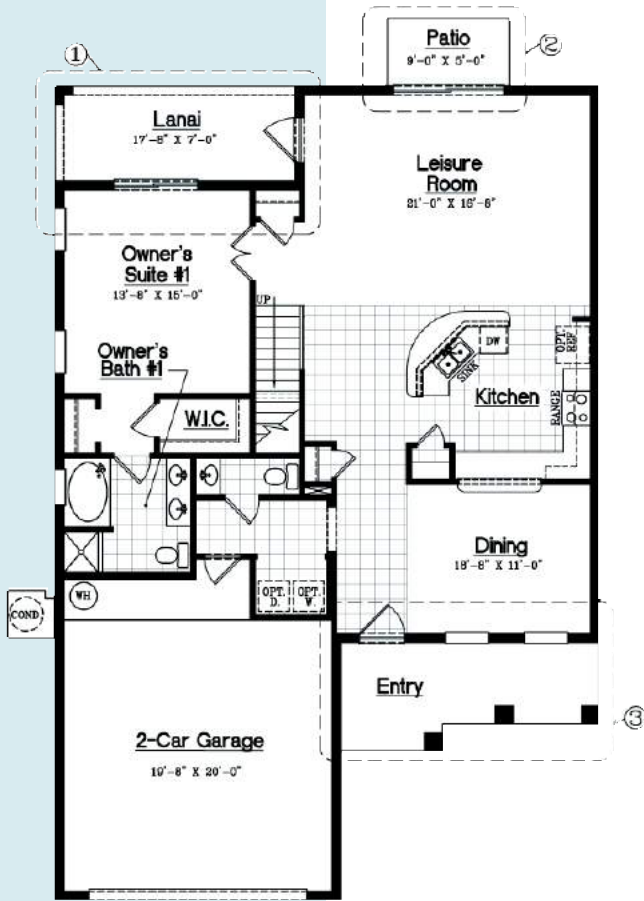 ①
②
Patio
9'-0" X 5'-0"
Lanai
17'-8" X 7'-0"
Leisure
Room
21'-0" X 16'-6"
Owner's
Suite #1
13'-8" X 15'-0"
UP
Owner's
Bath #1
DW
SINK
OPT.
REF
Kitchen
RANGE
W.I.C.
Dining
18'-8" X 11'-0"
WH
OPT.
D.
OPT.
W.
COND
Entry
③
2-Car Garage
19'-8" X 20'-0"